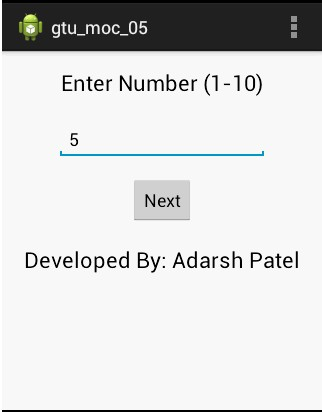 gtu_moc_05
Enter Number (1-10)
5
Next
Developed By: Adarsh Patel